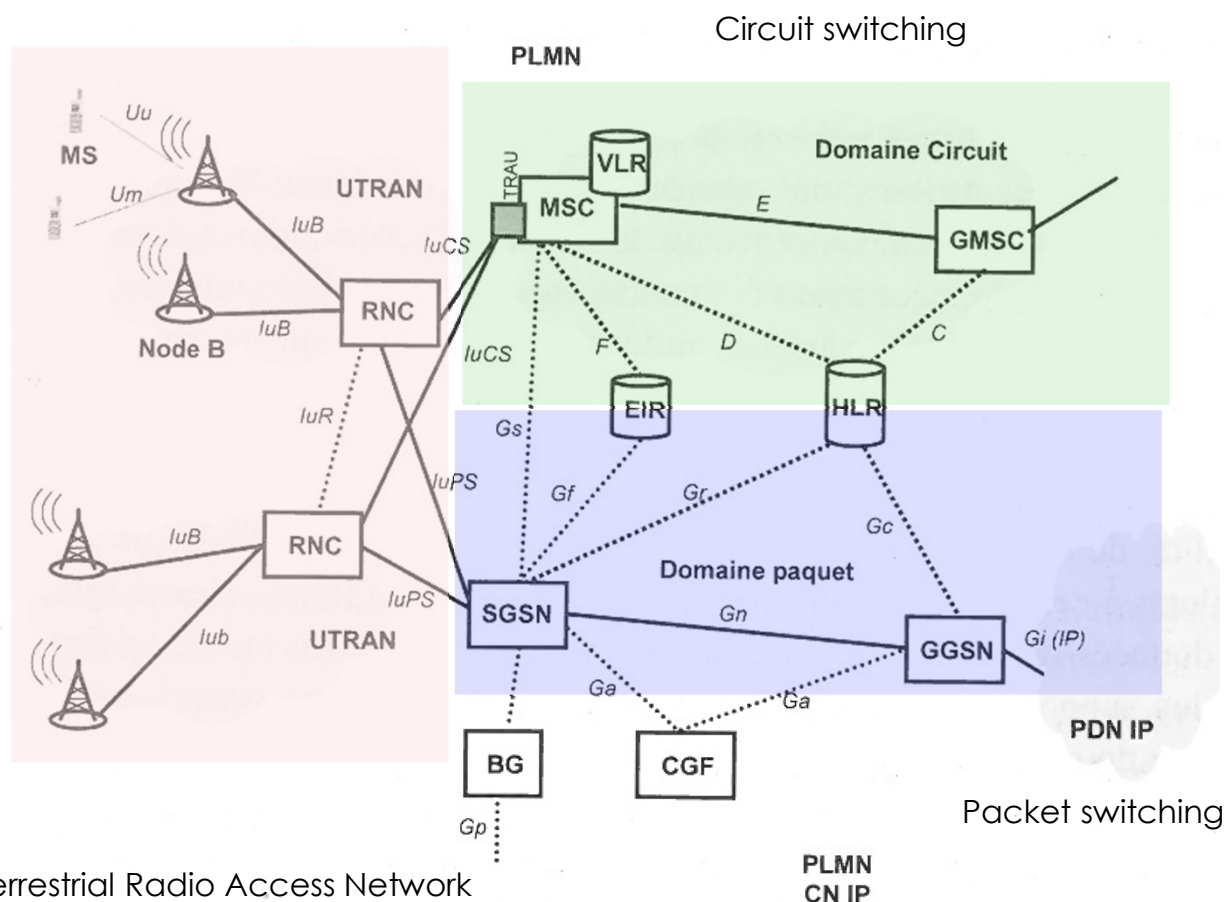 Circuit switching
PLMN
Uu
MS
Um
UTRAN
IuB
IuB
Node B
RNC
IuCS
TRAU
VLR
MSC
Domaine Circuit
E
GMSC
IuCS
F
D
C
IuR
EIR
HLR
Gs
IuPS
Gf
Gr
Gc
IuB
RNC
Domaine paquet
IuPS
SGSN
Gn
GGSN
Gi (IP)
Iub
UTRAN
Ga
Ga
PDN IP
BG
CGF
Packet switching
Gp
PLMN
CN IP
errestrial Radio Access Network